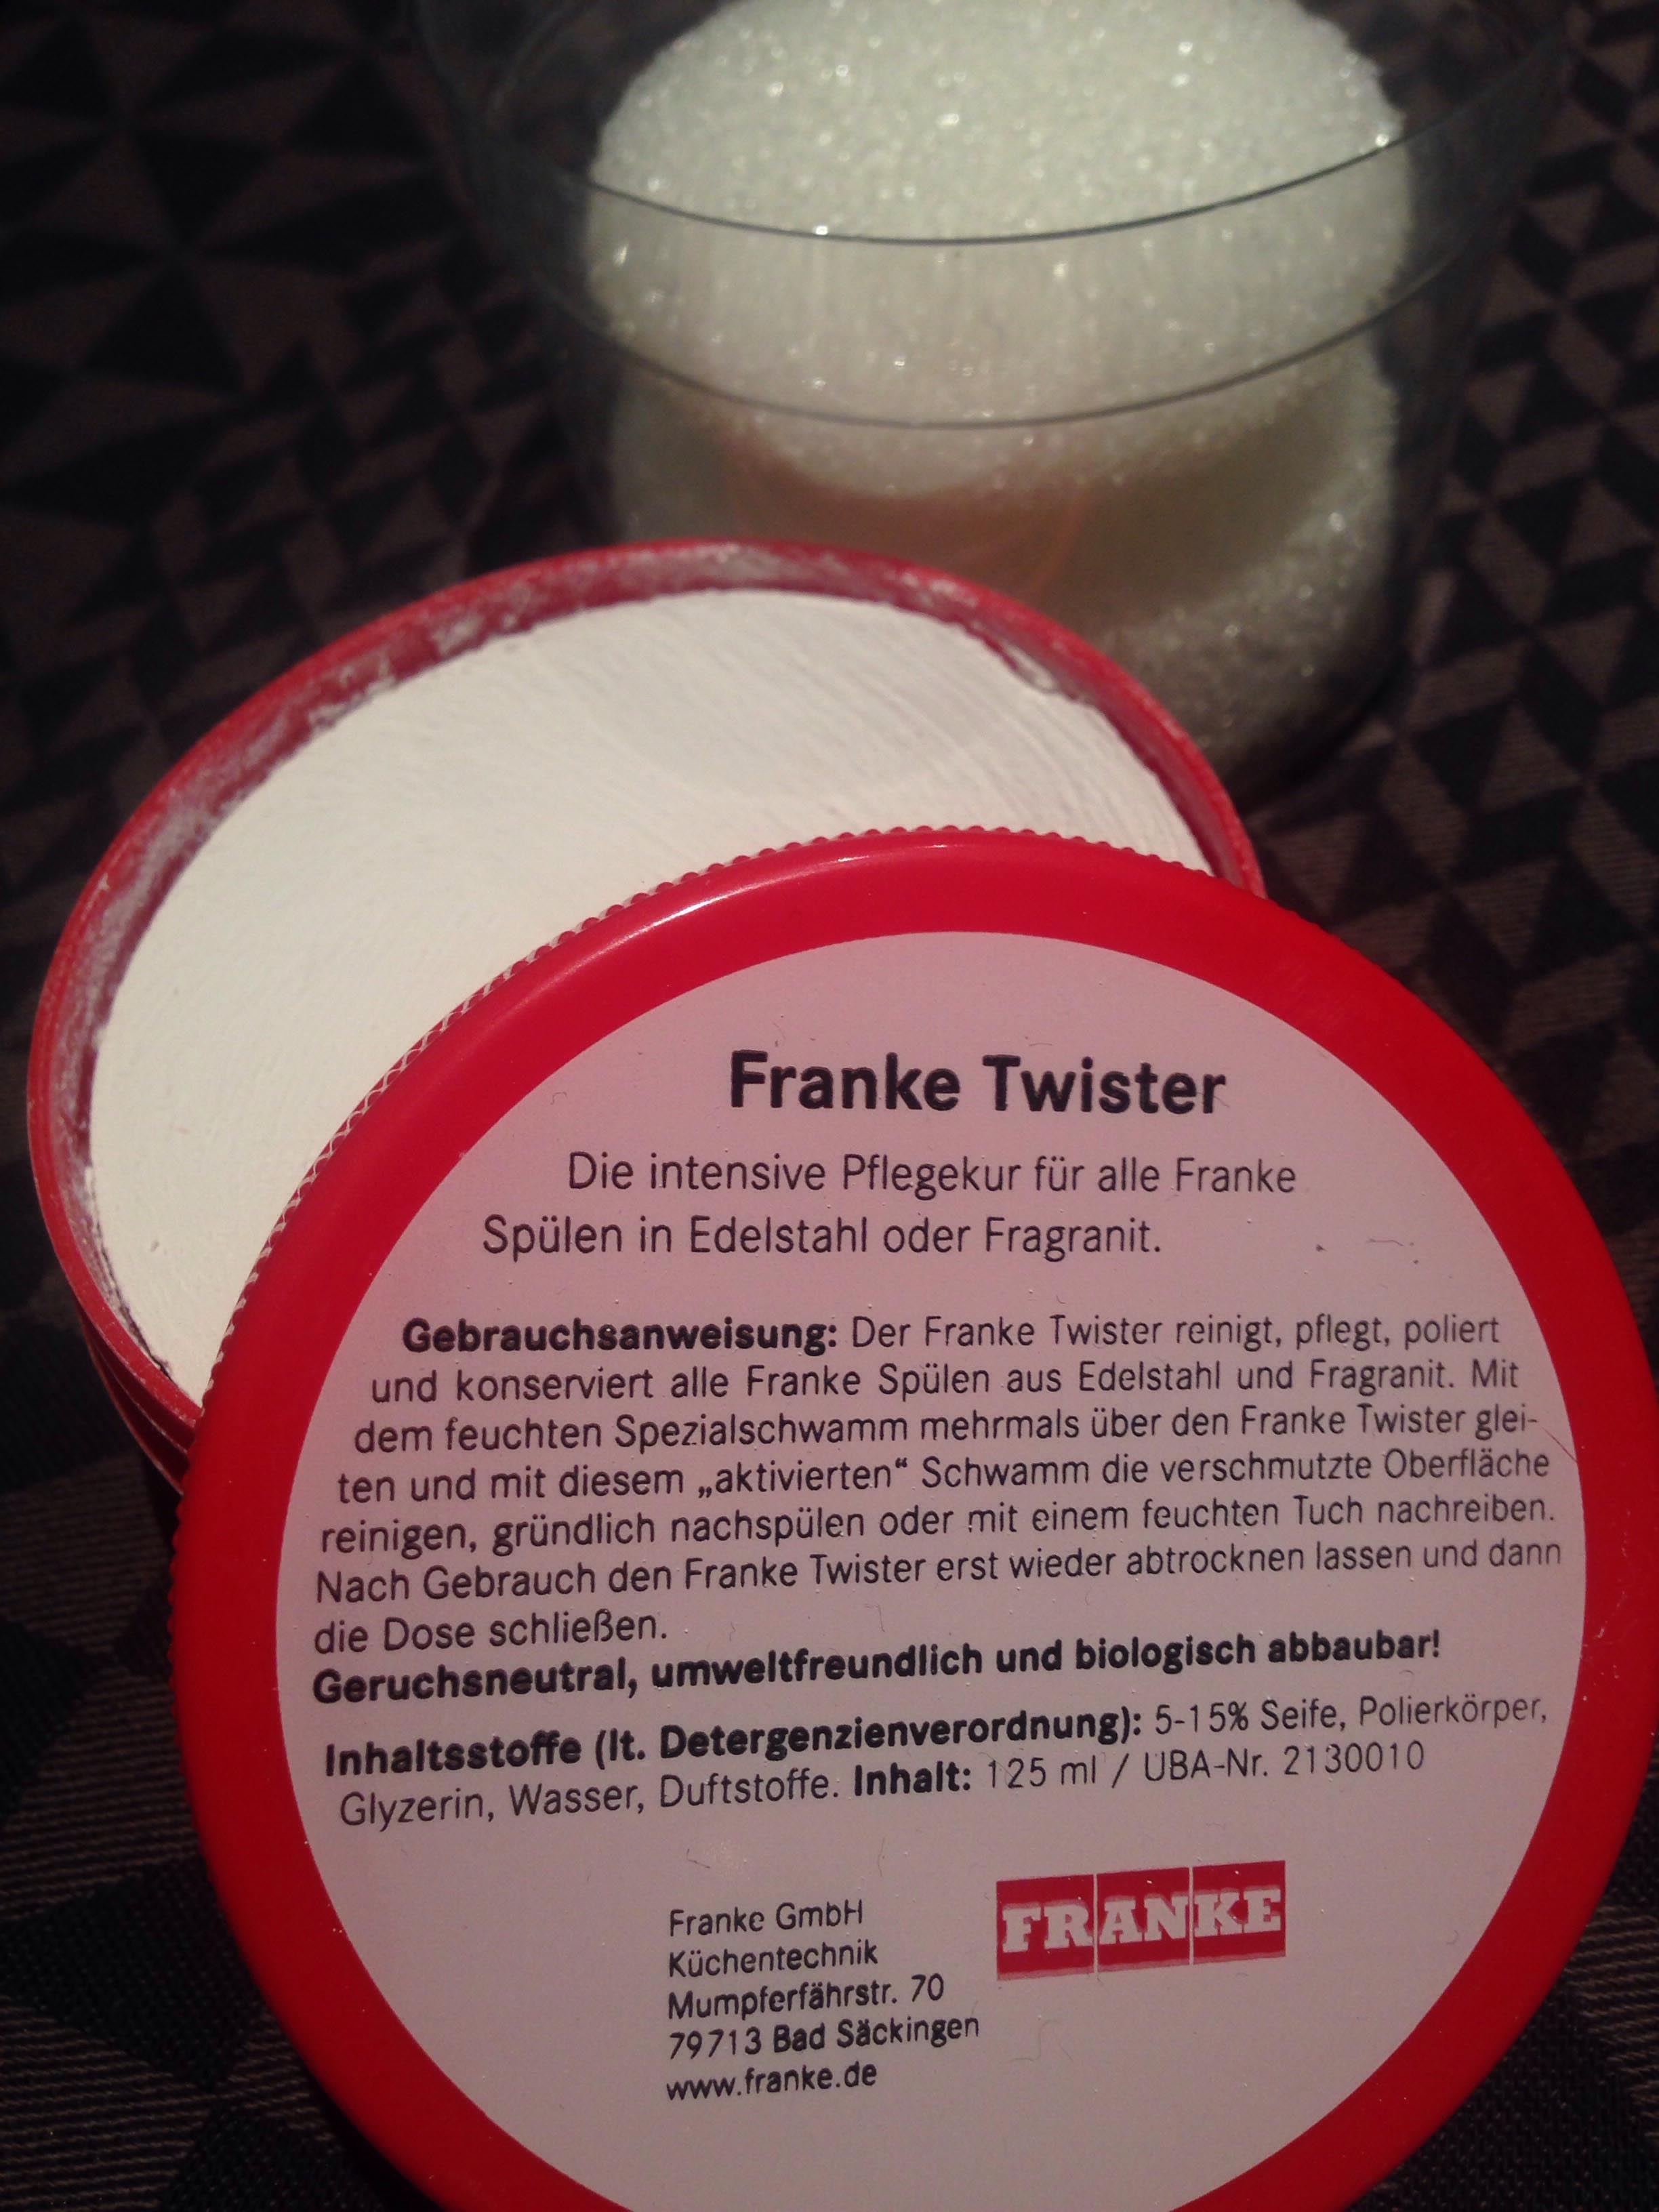 Franke Twister
Die intensive Pflegekur für alle Franke
Spülen in Edelstahl oder Fragranit.
Gebrauchsanweisung: Der Franke Twister reinigt, pflegt, poliert
und konserviert alle Franke Spülen aus Edelstahl und Fragranit. Mit
dem feuchten Spezialschwamm mehrmals über den Franke Twister glei-
ten und mit diesem „aktivierten“ Schwamm die verschmutzte Oberfläche
reinigen, gründlich nachspülen oder mit einem feuchten Tuch nachreiben.
Nach Gebrauch den Franke Twister erst wieder abtrocknen lassen und dann
die Dose schließen.
Geruchsneutral, umweltfreundlich und biologisch abbaubar!
Inhaltsstoffe (lt. Detergenzienverordnung): 5-15% Seife, Polierkörper,
Glyzerin, Wasser, Duftstoffe. Inhalt: 125 ml / UBA-Nr. 2130010
Franke GmbH
Küchentechnik
Mumpferfährstr. 70
79713 Bad Säckingen
www.franke.de
FRANKE